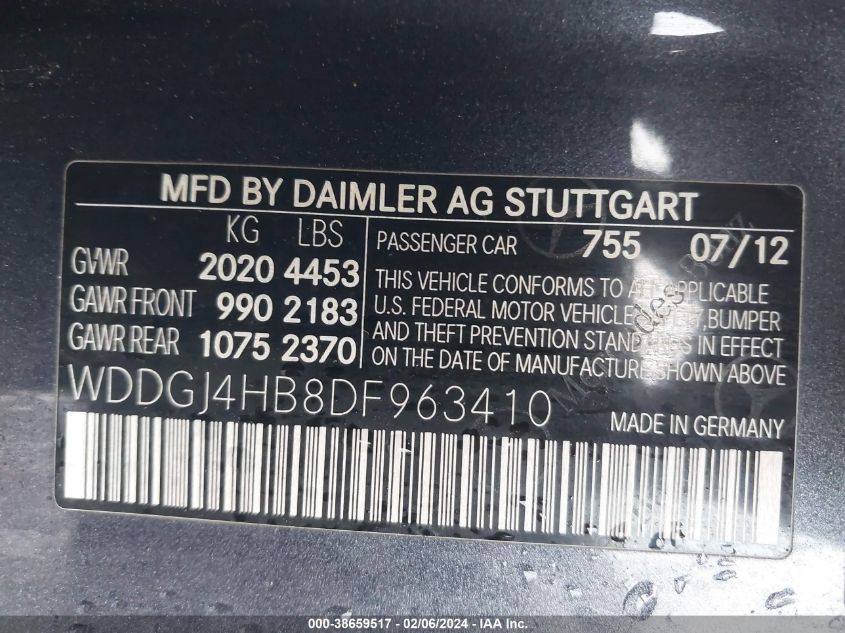 MFD BY DAIMLER AG STUTTGART
KG LBS
GVWR 2020 4453
GAWR FRONT 990 2183
GAWR REAR 1075 2370
PASSENGER CAR 755 07/12
THIS VEHICLE CONFORMS TO ALL APPLICABLE
U.S. FEDERAL MOTOR VEHICLE SAFETY, BUMPER
AND THEFT PREVENTION STANDARDS IN EFFECT
ON THE DATE OF MANUFACTURE SHOWN ABOVE.
WDDGJ4HB8DF963410
MADE IN GERMANY
000-38659517 - 02/06/2024 - IAA Inc.